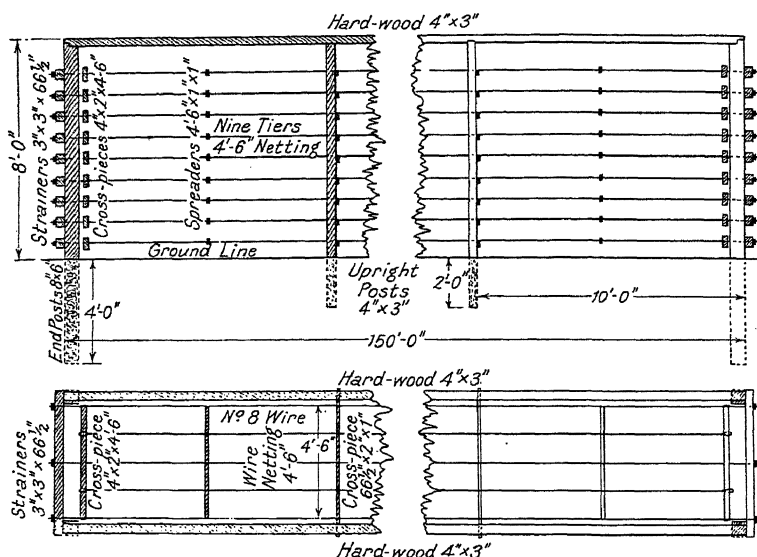 Hard-wood 4"×3"
8'-0"
Strainers 3"×3"×66½"
Cross-pieces 4"×2"×4'-6"
Spreaders 4'-6"×1"×1"
Nine Tiers
4'-6" Netting
Ground Line
End Posts 8"×6"
4'-0"
Upright
Posts
4"×3"
2'-0"
10'-0"
150'-0"
Hard-wood 4"×3"
Strainers
3"×3"×66½"
Cross-piece
4"×2"×4'-6"
Nº 8 Wire
Wire
Netting
4'-6"
4'-6"
Cross-piece
66½"×2"×1"
Hard-wood 4"×3"